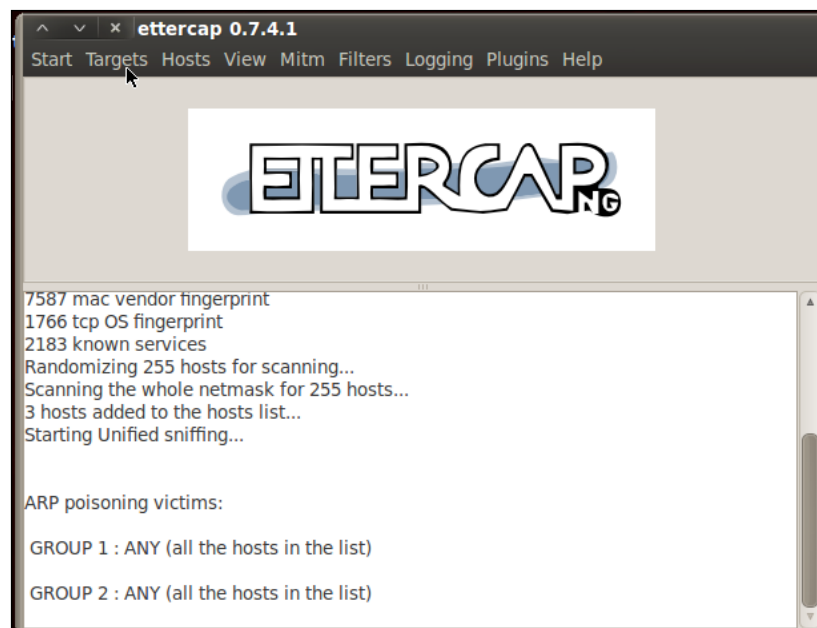 ettercap 0.7.4.1
Start Targets Hosts View Mitm Filters Logging Plugins Help
ETTERCAP NG
7587 mac vendor fingerprint
1766 tcp OS fingerprint
2183 known services
Randomizing 255 hosts for scanning...
Scanning the whole netmask for 255 hosts...
3 hosts added to the hosts list...
Starting Unified sniffing...
ARP poisoning victims:
GROUP 1 : ANY (all the hosts in the list)
GROUP 2 : ANY (all the hosts in the list)